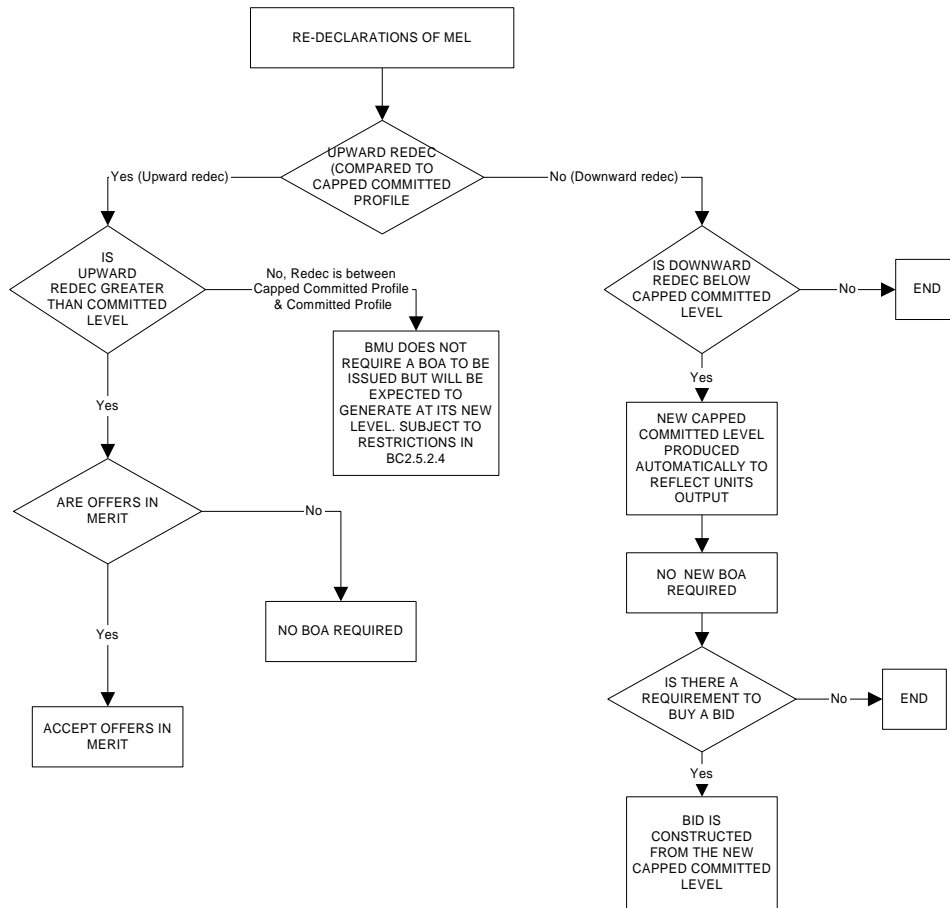 RE-DECLARATIONS OF MEL
UPWARD REDEC
(COMPARED TO
CAPPED COMMITTED
PROFILE
Yes (Upward redec)
No (Downward redec)
IS
UPWARD
REDEC GREATER
THAN COMMITTED
LEVEL
No, Redec is between
Capped Committed Profile
& Committed Profile
IS DOWNWARD
REDEC BELOW
CAPPED COMMITTED
LEVEL
No
END
BMU DOES NOT
REQUIRE A BOA TO BE
ISSUED BUT WILL BE
EXPECTED TO
GENERATE AT ITS NEW
LEVEL. SUBJECT TO
RESTRICTIONS IN
BC2.5.2.4
Yes
Yes
NEW CAPPED
COMMITTED LEVEL
PRODUCED
AUTOMATICALLY TO
REFLECT UNITS
OUTPUT
ARE OFFERS IN
MERIT
No
NO NEW BOA
REQUIRED
NO BOA REQUIRED
Yes
IS THERE A
REQUIREMENT TO
BUY A BID
No
END
ACCEPT OFFERS IN
MERIT
Yes
BID IS
CONSTRUCTED
FROM THE NEW
CAPPED COMMITTED
LEVEL